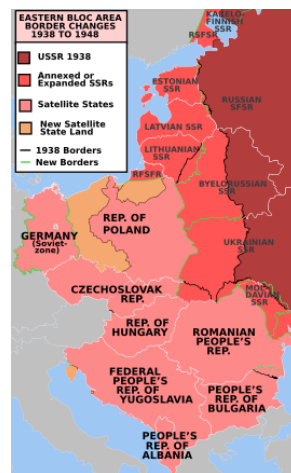 EASTERN BLOC AREA
BORDER CHANGES
1938 TO 1948
USSR 1938
Annexed or
Expanded SSRs
Satellite States
New Satellite
State Land
1938 Borders
New Borders
KARELO-
FINNISH
SSR
RSFSR
ESTONIAN
SSR
RUSSIAN
SFSR
LATVIAN SSR
LITHUANIAN
SSR
RFSFR
BYELORUSSIAN
SSR
REP. OF
POLAND
GERMANY
(Soviet-
zone)
UKRAINIAN
SSR
CZECHOSLOVAK
REP.
MOL-
DAVIAN
SSR
REP. OF
HUNGARY
ROMANIAN
PEOPLE'S
REP.
FEDERAL
PEOPLE'S
REP. OF
YUGOSLAVIA
PEOPLE'S
REP. OF
BULGARIA
PEOPLE'S
REP. OF
ALBANIA